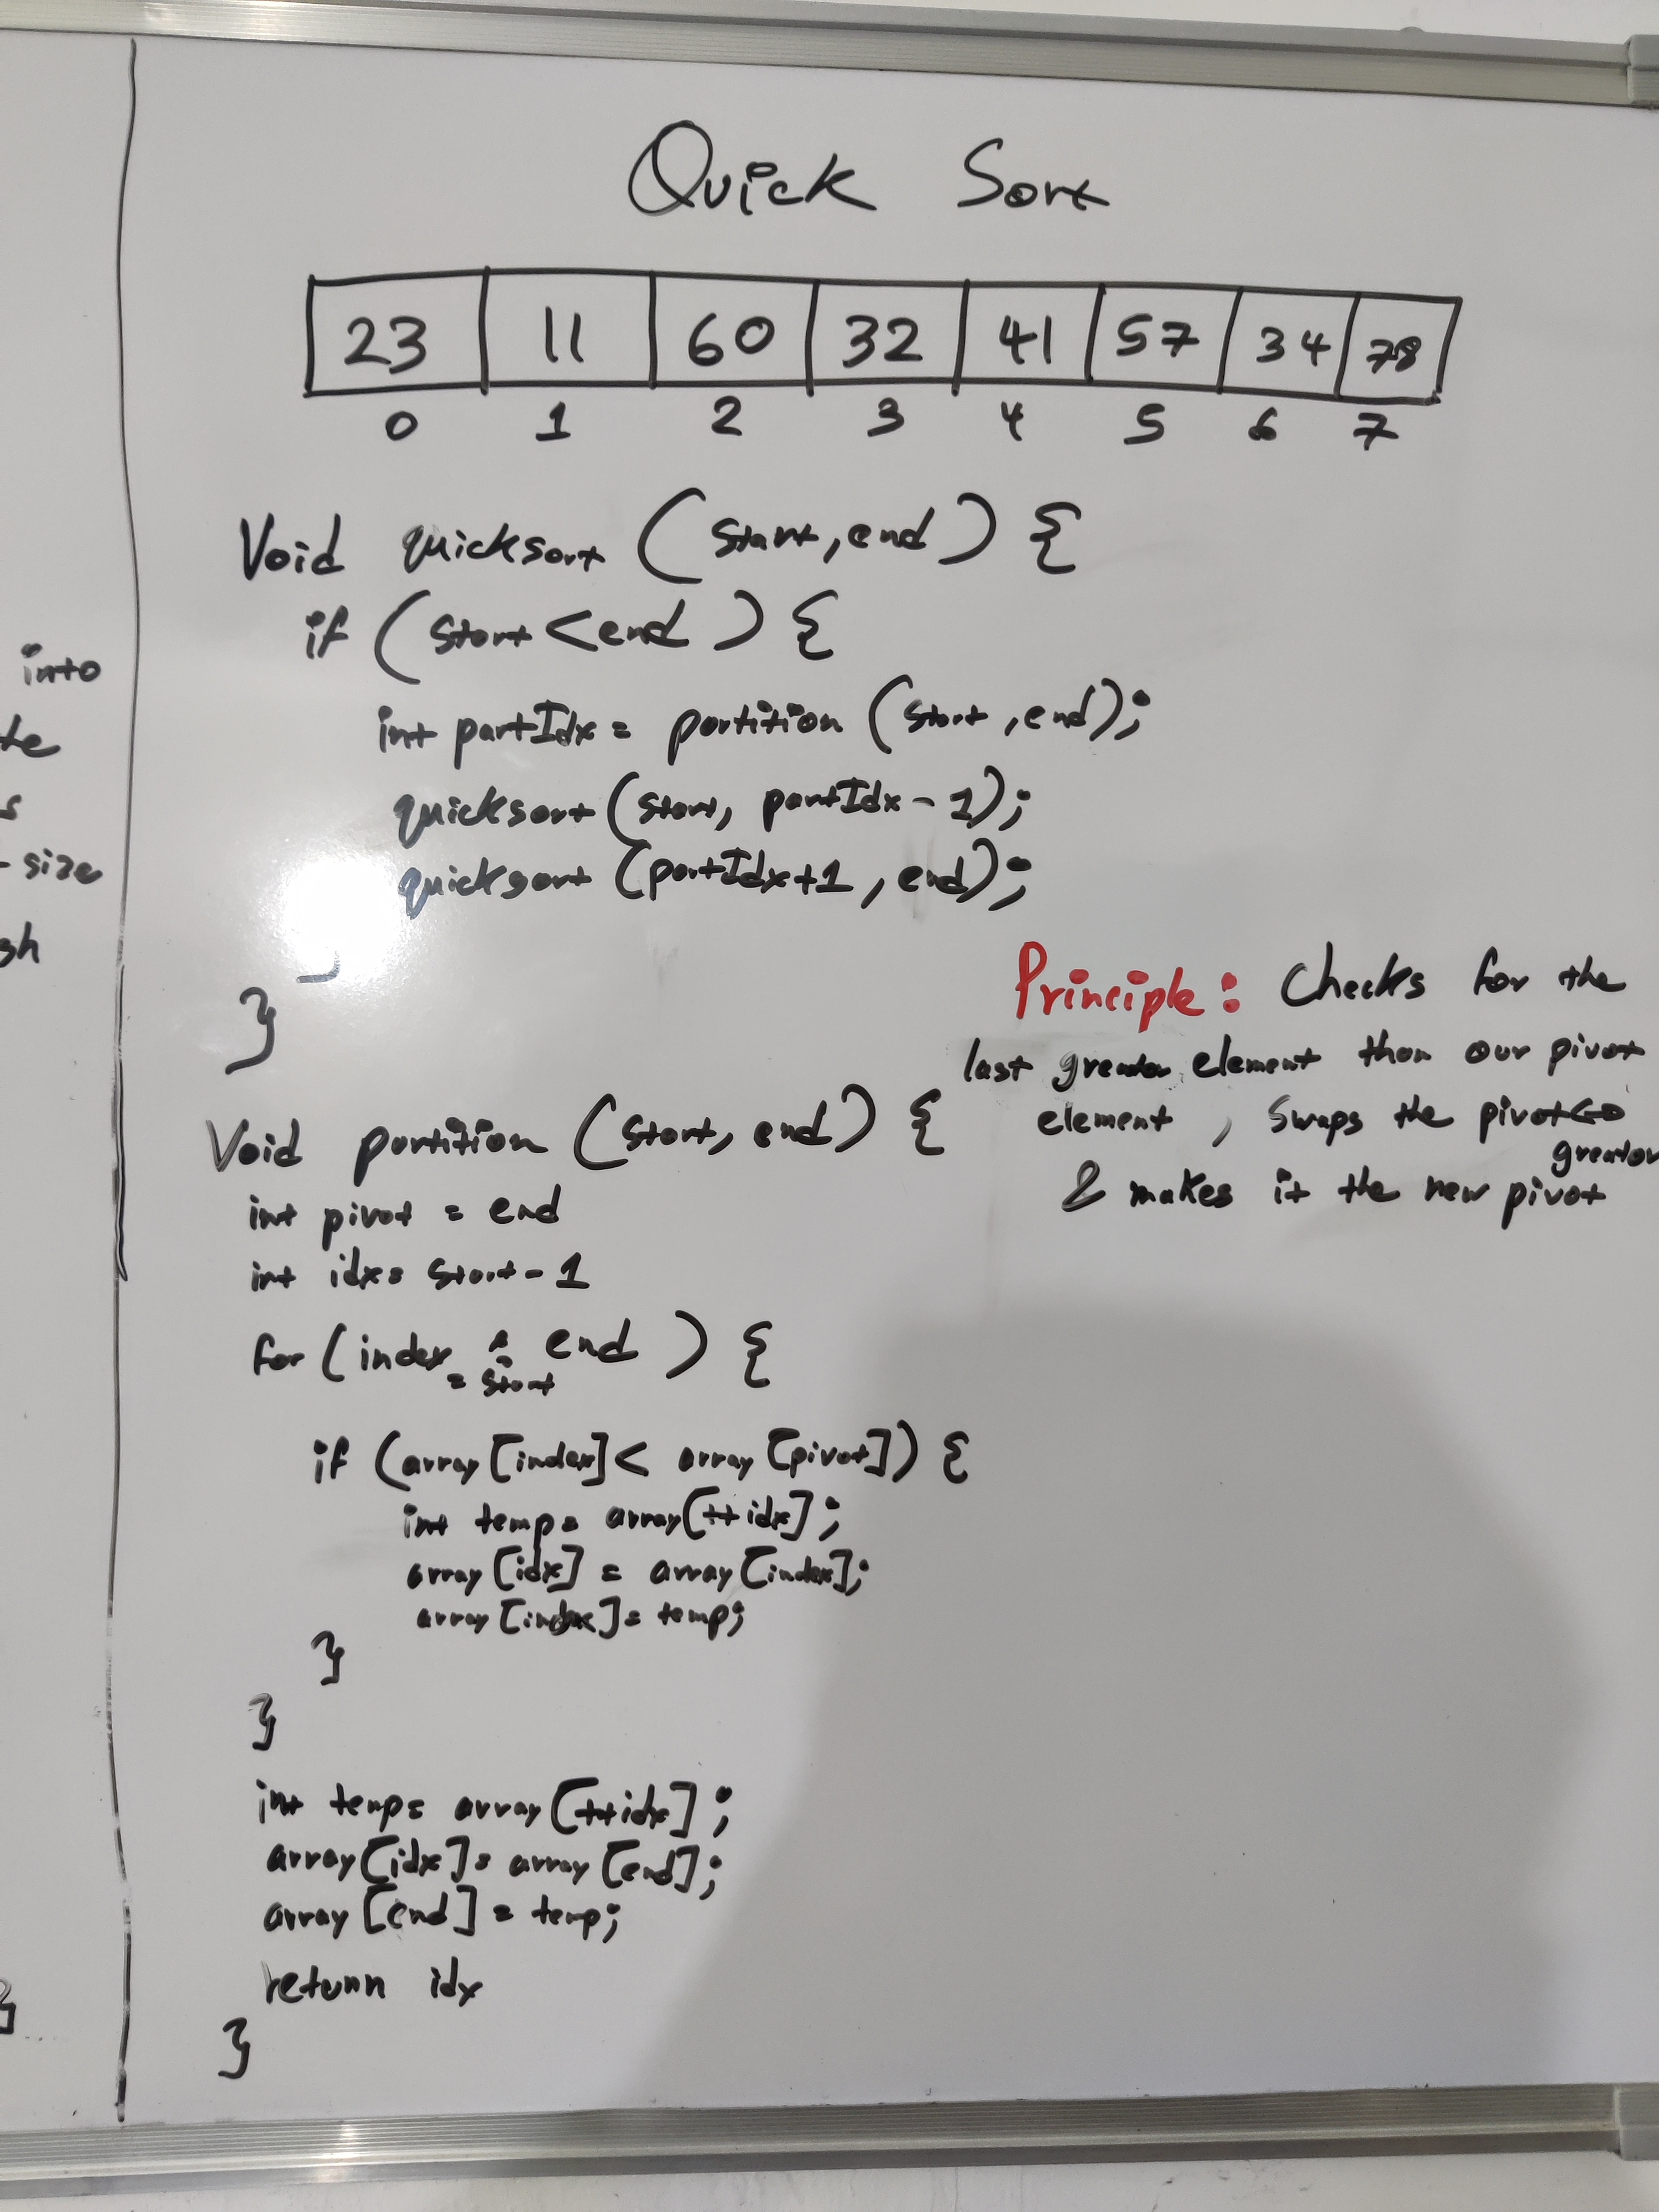 into
te
s
-size
sh
Quick Sort
23 11 60 32 41 57 34 78
0 1 2 3 4 5 6 7
Void quicksort (start, end) {
if (start < end) {
int partIdx = partition (start, end);
quicksort (start, partIdx - 1);
quicksort (partIdx+1, end);
}
Principle: Checks for the
last greater element than our pivot
element, swaps the pivot<->
greater
& makes it the new pivot
Void partition (start, end) {
int pivot = end
int idx = start - 1
for (index = start : end) {
if (array [index] < array [pivot]) {
int temp = array[++idx];
array [idx] = array [index];
array [index] = temp;
}
}
int temp = array [++idx];
array [idx] = array [end];
array [end] = temp;
return idx
}